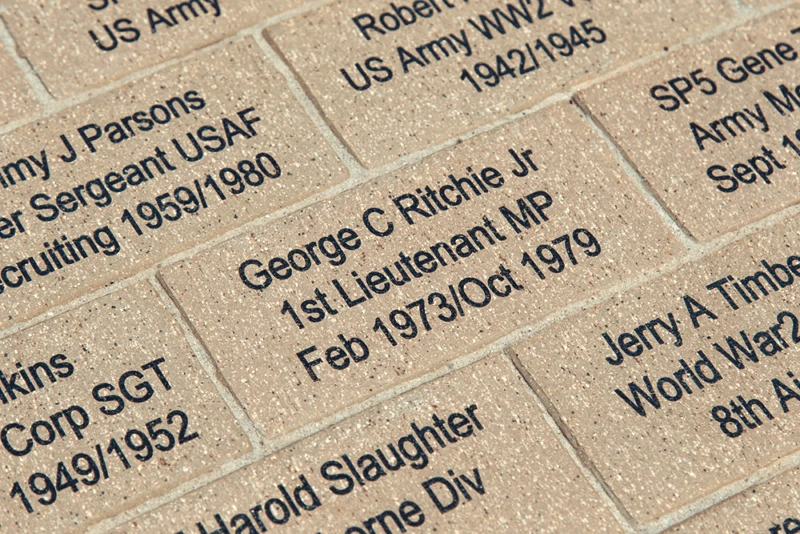 US Army
Robert
US Army WW2
1942/1945
J Parsons
Sergeant USAF
1959/1980
George C Ritchie Jr
1st Lieutenant MP
Feb 1973/Oct 1979
SP5 Gene
Army
Sept
Corp SGT
1949/1952
Harold Slaughter
Div
Jerry A
World War2
8th